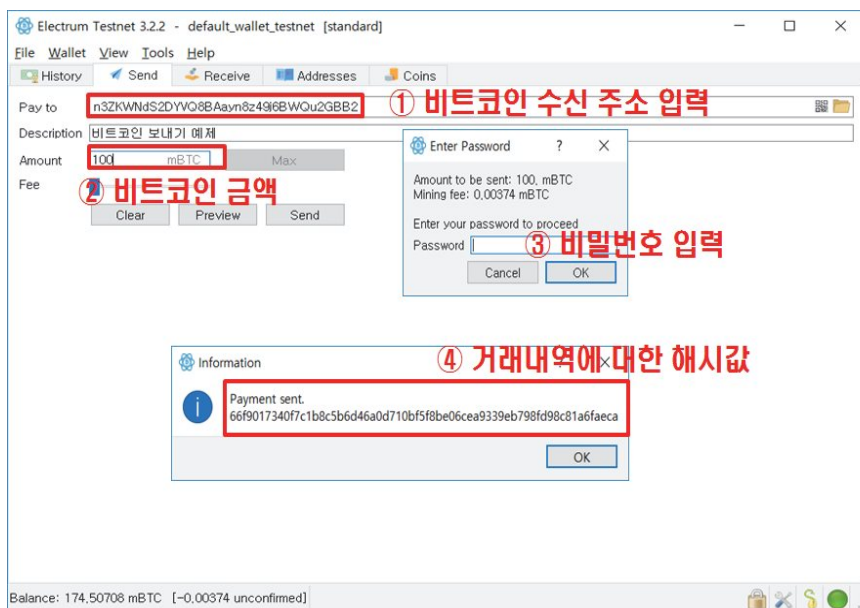 Electrum Testnet 3.2.2 - default_wallet_testnet [standard]
File Wallet View Tools Help
History Send Receive Addresses Coins
Pay to n3ZKWNdS2DYVQ8BAayn8z49i6BWQu2GBB2 ① 비트코인 수신 주소 입력
Description 비트코인 보내기 예제
Amount 100 mBTC Max
Fee
② 비트코인 금액
Clear Preview Send
Enter Password ? ×
Amount to be sent: 100, mBTC
Mining fee: 0,00374 mBTC
Enter your password to proceed
Password ③ 비밀번호 입력
Cancel OK
④ 거래내역에 대한 해시값
Information
Payment sent.
66f9017340f7c1b8c5b6d46a0d710bf5f8be06cea9339eb798fd98c81a6faeca
OK
Balance: 174,50708 mBTC [-0,00374 unconfirmed]